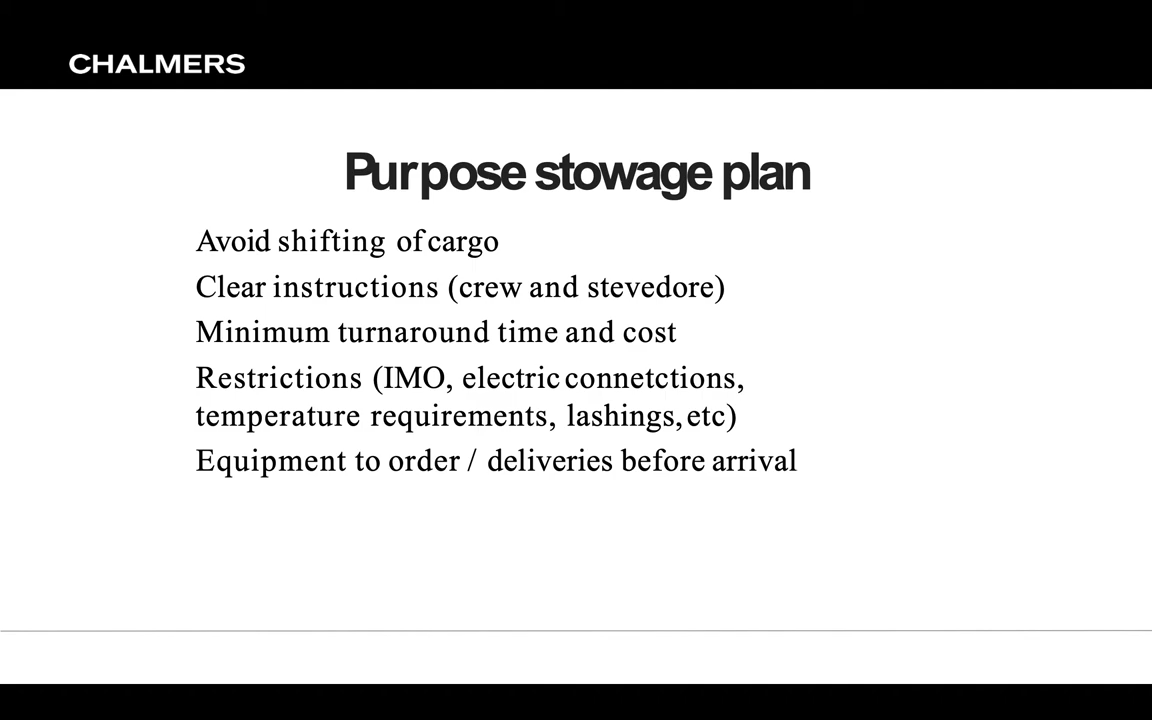 CHALMERS
Purpose stowage plan
Avoid shifting of cargo
Clear instructions (crew and stevedore)
Minimum turnaround time and cost
Restrictions (IMO, electric connetctions,
temperature requirements, lashings, etc)
Equipment to order / deliveries before arrival